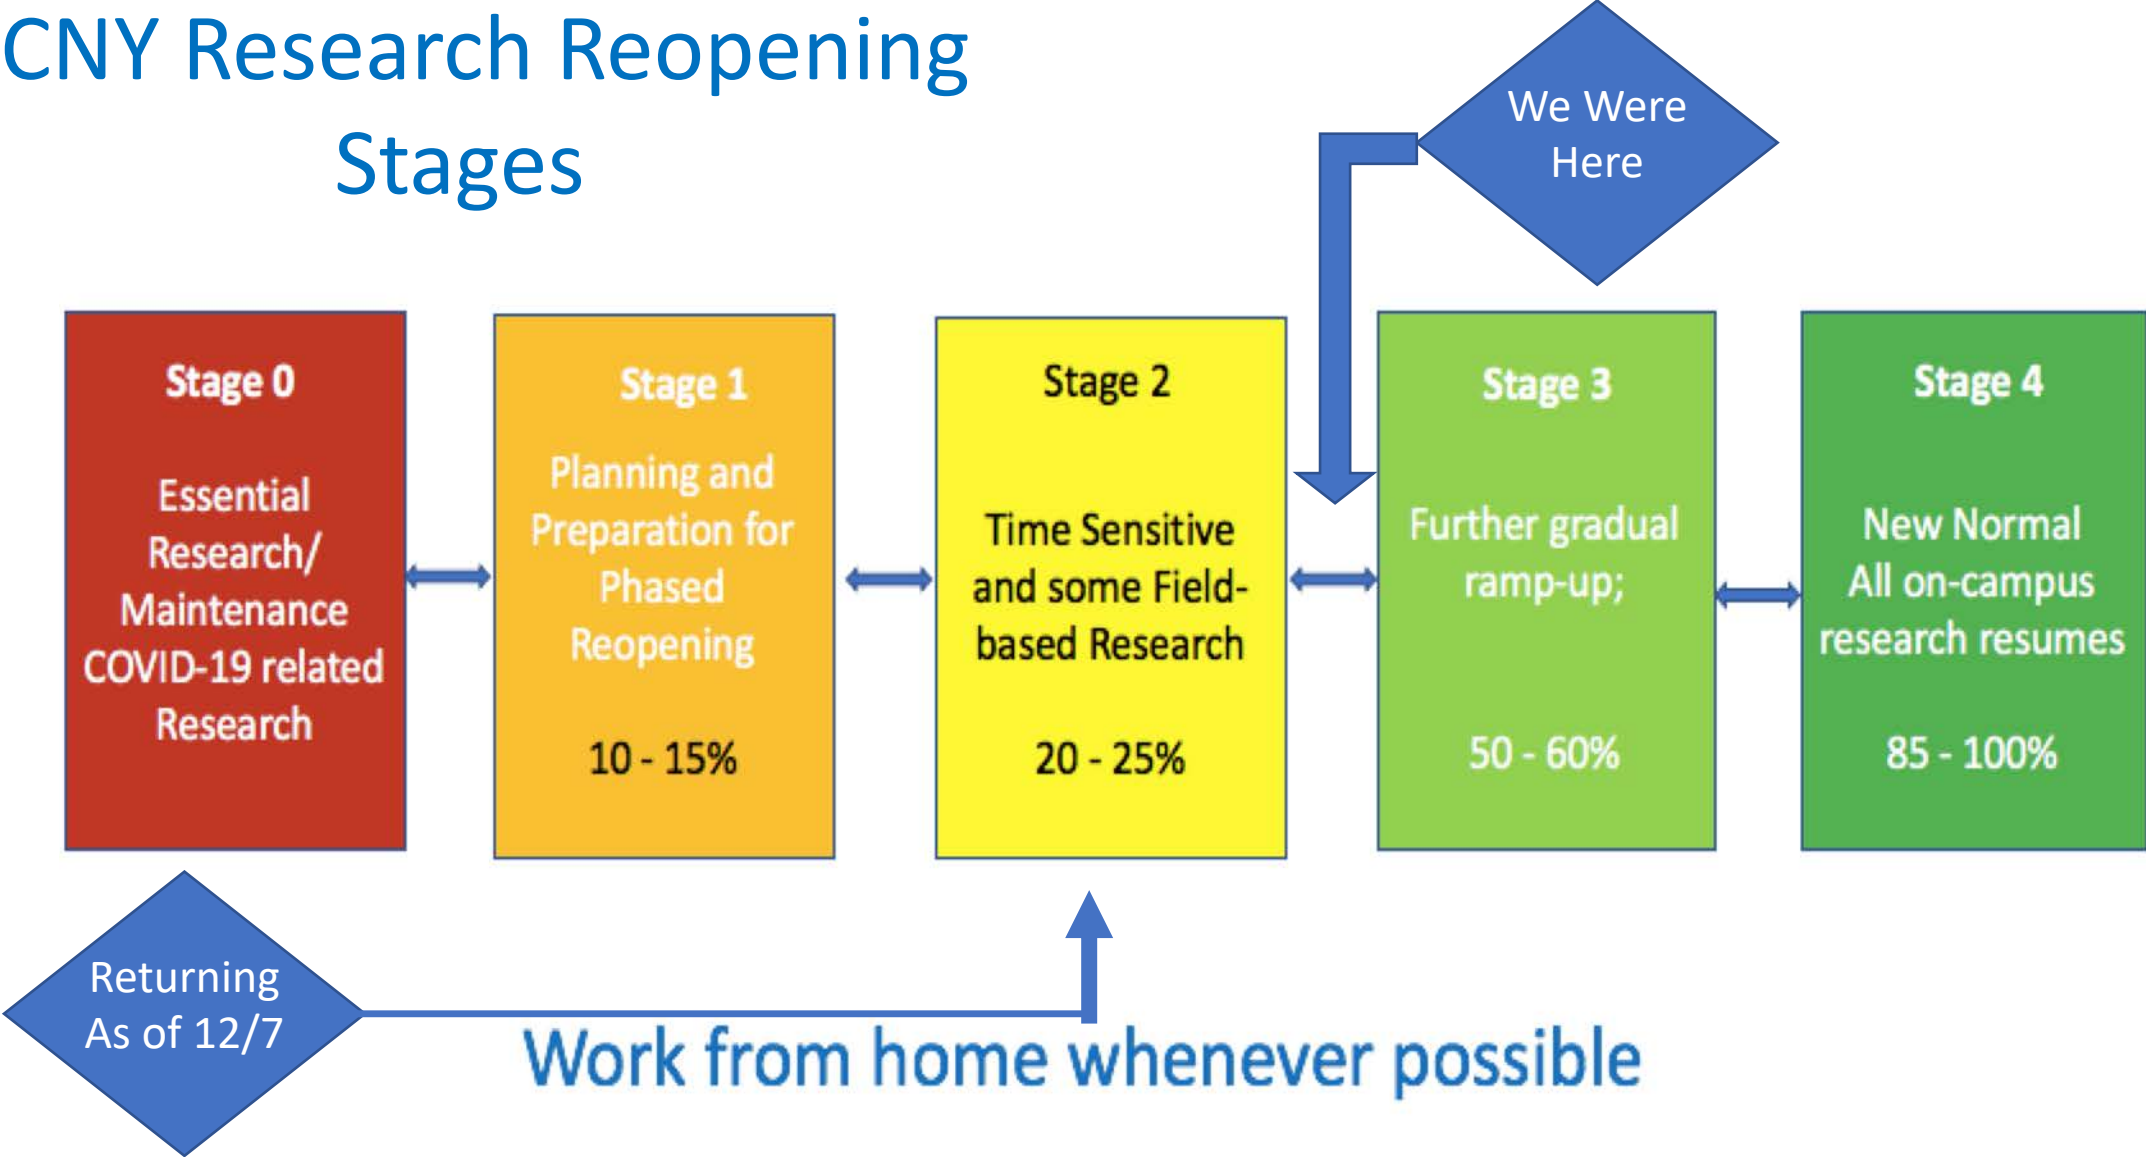 CNY Research Reopening
Stages
We Were
Here
Stage 0
Essential
Research/
Maintenance
COVID-19 related
Research
Stage 1
Planning and
Preparation for
Phased
Reopening
10 - 15%
Stage 2
Time Sensitive
and some Field-
based Research
20 - 25%
Stage 3
Further gradual
ramp-up;
50 - 60%
Stage 4
New Normal
All on-campus
research resumes
85 - 100%
Returning
As of 12/7
Work from home whenever possible